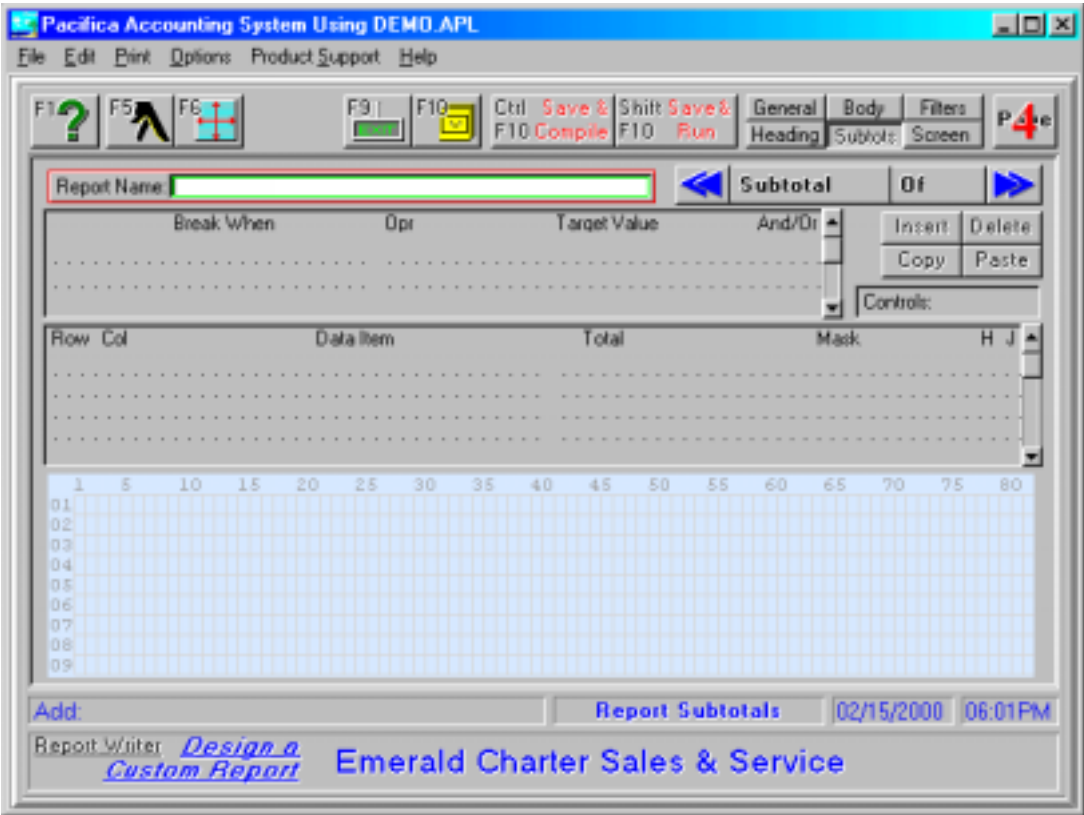 Pacifica Accounting System Using DEMO.APL
File Edit Print Options Product Support Help
F1 F5 F6 F9 EXIT F10 Ctrl F10 Save & Compile Shift F10 Save & Run General Body Filters
Heading Subtots Screen Page 4
Report Name: Subtotal Of
Break When Opr Target Value And/Or Insert Delete
Copy Paste
Controls:
Row Col Data Item Total Mask H J
1 5 10 15 20 25 30 35 40 45 50 55 60 65 70 75 80
01
02
03
04
05
06
07
08
09
Add: Report Subtotals 02/15/2000 06:01PM
Report Writer Design a
Custom Report Emerald Charter Sales & Service